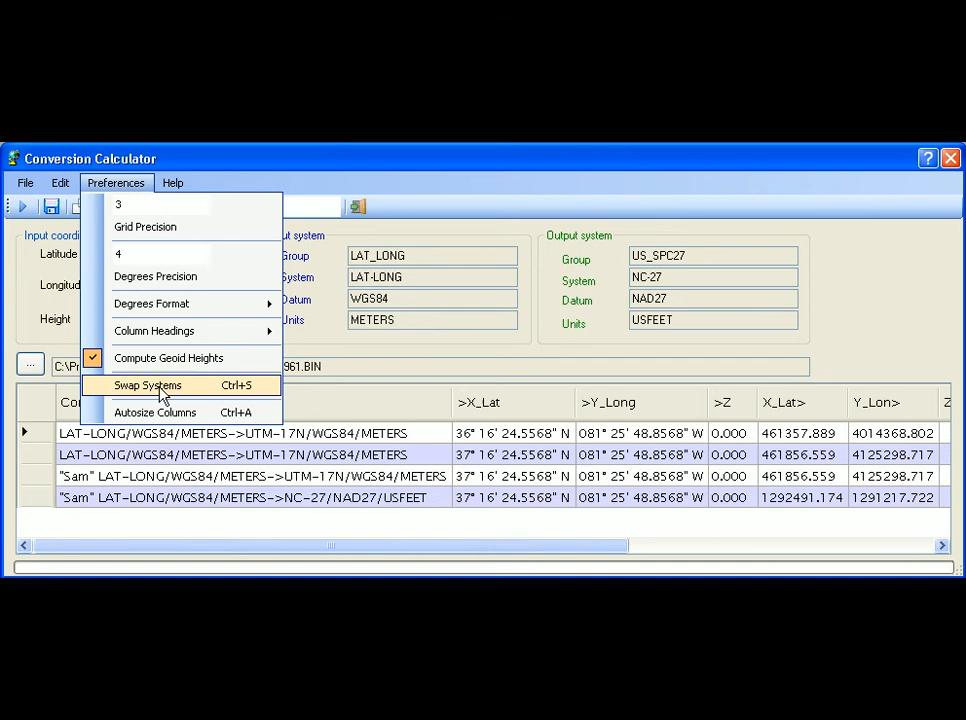 Conversion Calculator
File Edit Preferences Help
3
Grid Precision
4
Degrees Precision
Degrees Format
Column Headings
Compute Geoid Heights
Swap Systems Ctrl+S
Autosize Columns Ctrl+A
Input coordi
Latitude
Longitud
Height
ut system
Group LAT_LONG
System LAT-LONG
Datum WGS84
Units METERS
Output system
Group US_SPC27
System NC-27
Datum NAD27
Units USFEET
... C:\Pr 961.BIN
Co >X_Lat >Y_Long >Z X_Lat> Y_Lon> Z
LAT-LONG/WGS84/METERS->UTM-17N/WGS84/METERS 36° 16' 24.5568" N 081° 25' 48.8568" W 0.000 461357.889 4014368.802
LAT-LONG/WGS84/METERS->UTM-17N/WGS84/METERS 37° 16' 24.5568" N 081° 25' 48.8568" W 0.000 461856.559 4125298.717
"Sam" LAT-LONG/WGS84/METERS->UTM-17N/WGS84/METERS 37° 16' 24.5568" N 081° 25' 48.8568" W 0.000 461856.559 4125298.717
"Sam" LAT-LONG/WGS84/METERS->NC-27/NAD27/USFEET 37° 16' 24.5568" N 081° 25' 48.8568" W 0.000 1292491.174 1291217.722